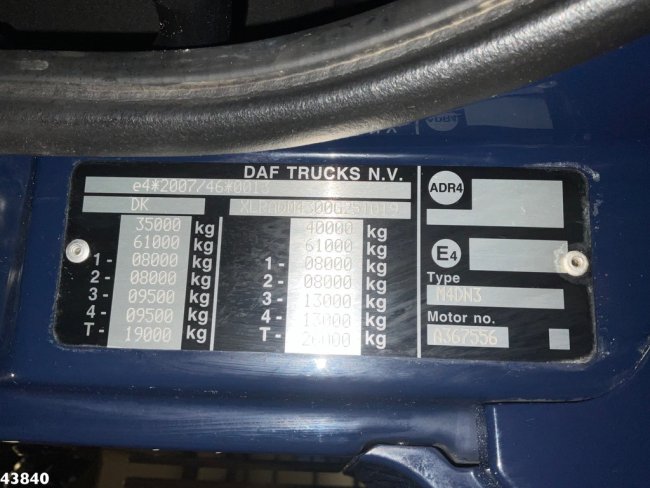 DAF TRUCKS N.V.
e4*2007/46*0013
DK
35000 kg 40000 kg
61000 kg 61000 kg
1- 08000 kg 1- 08000 kg
2- 08000 kg 2- 08000 kg
3- 09500 kg 3- 13000 kg
4- 09500 kg 4- 13000 kg
T- 19000 kg T- 26000 kg
ADR4
E4
Type
M4DN3
Motor no.
A367556
43840